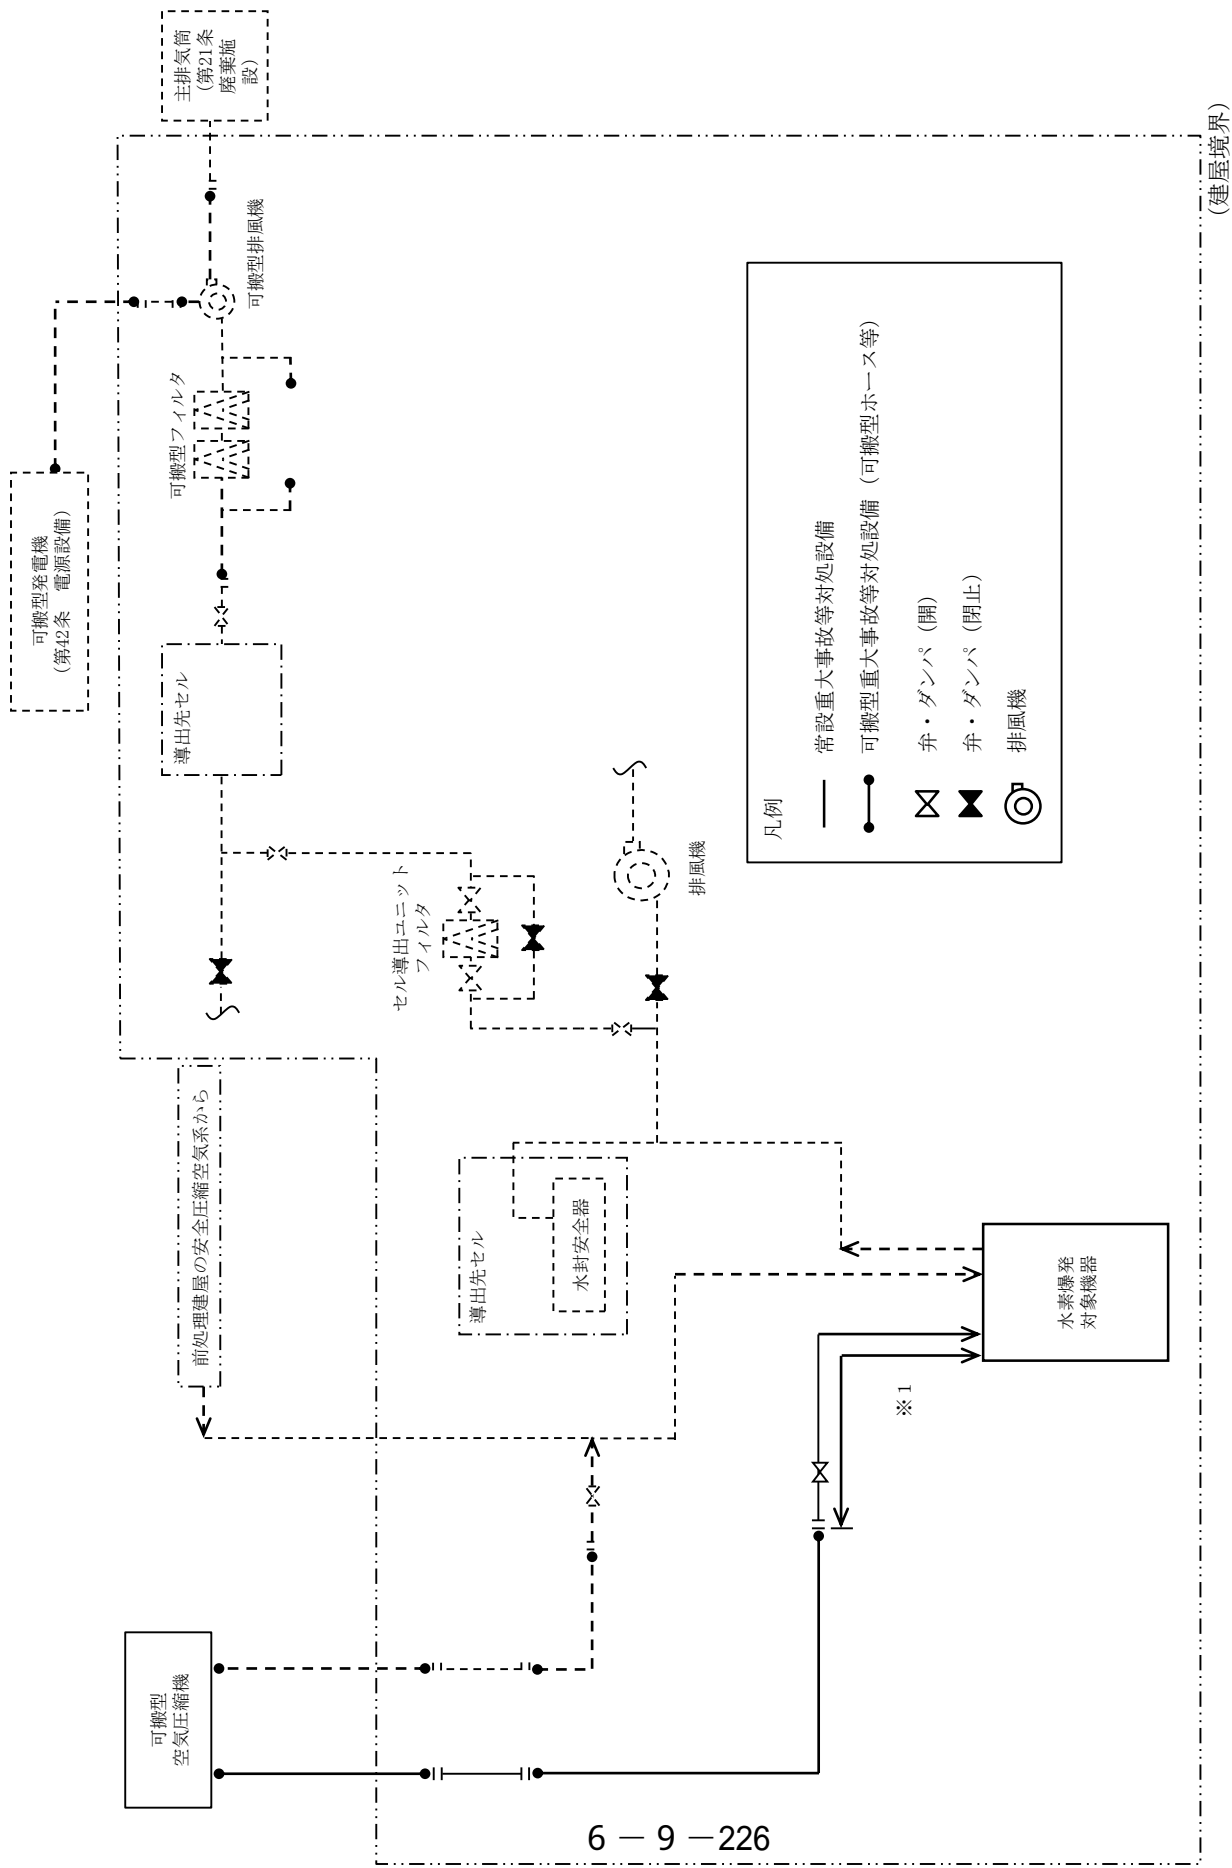 主排気筒
(第21条
廃棄施
設)
(建屋境界)
可搬型発電機
(第42条　電源設備)
可搬型排風機
可搬型フィルタ
導出先セル
セル導出ユニット
フィルタ
排風機
前処理建屋の安全圧縮空気系から
導出先セル
水封安全器
可搬型
空気圧縮機
水素爆発
対象機器
※1
凡例
常設重大事故等対処設備
可搬型重大事故等対処設備（可搬型ホース等）
弁・ダンパ（開）
弁・ダンパ（閉止）
排風機
6－9－226